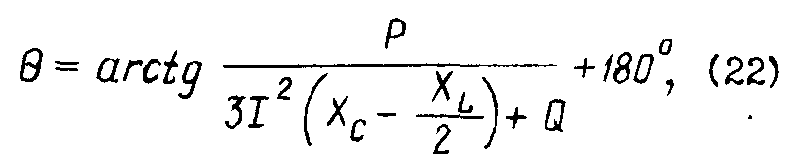 θ = arctg P / (3I²(X_C − X_L/2) + Q) + 180°, (22)